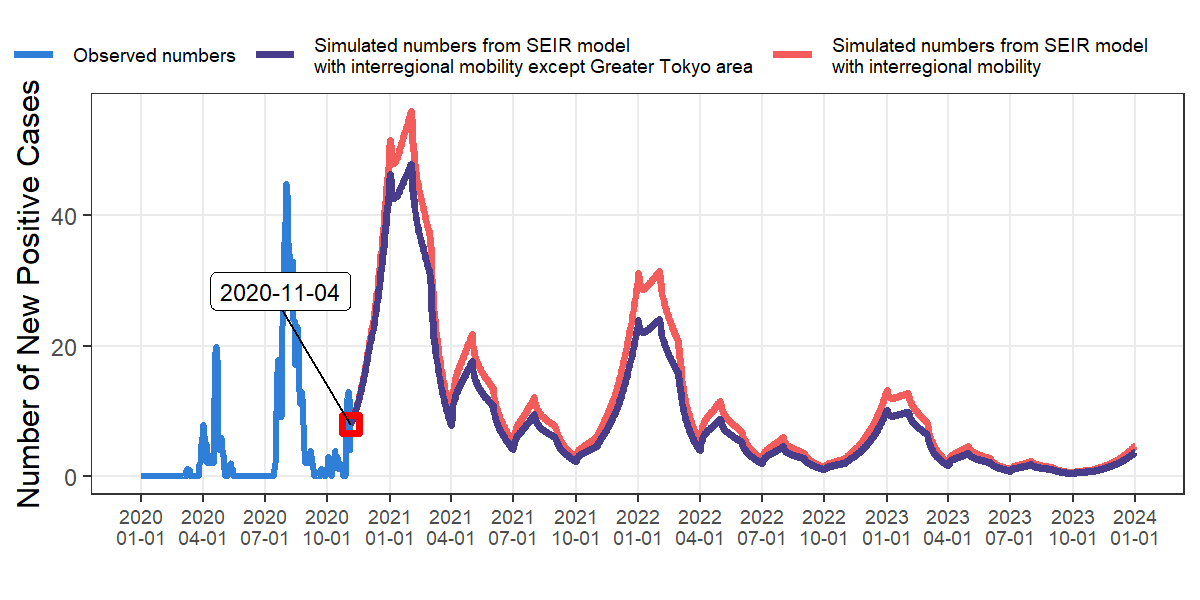 Observed numbers
Simulated numbers from SEIR model
with interregional mobility except Greater Tokyo area
Simulated numbers from SEIR model
with interregional mobility
Number of New Positive Cases
40
20
0
2020-11-04
2020 2020 2020 2020 2021 2021 2021 2021 2022 2022 2022 2022 2023 2023 2023 2023 2024
01-01 04-01 07-01 10-01 01-01 04-01 07-01 10-01 01-01 04-01 07-01 10-01 01-01 04-01 07-01 10-01 01-01